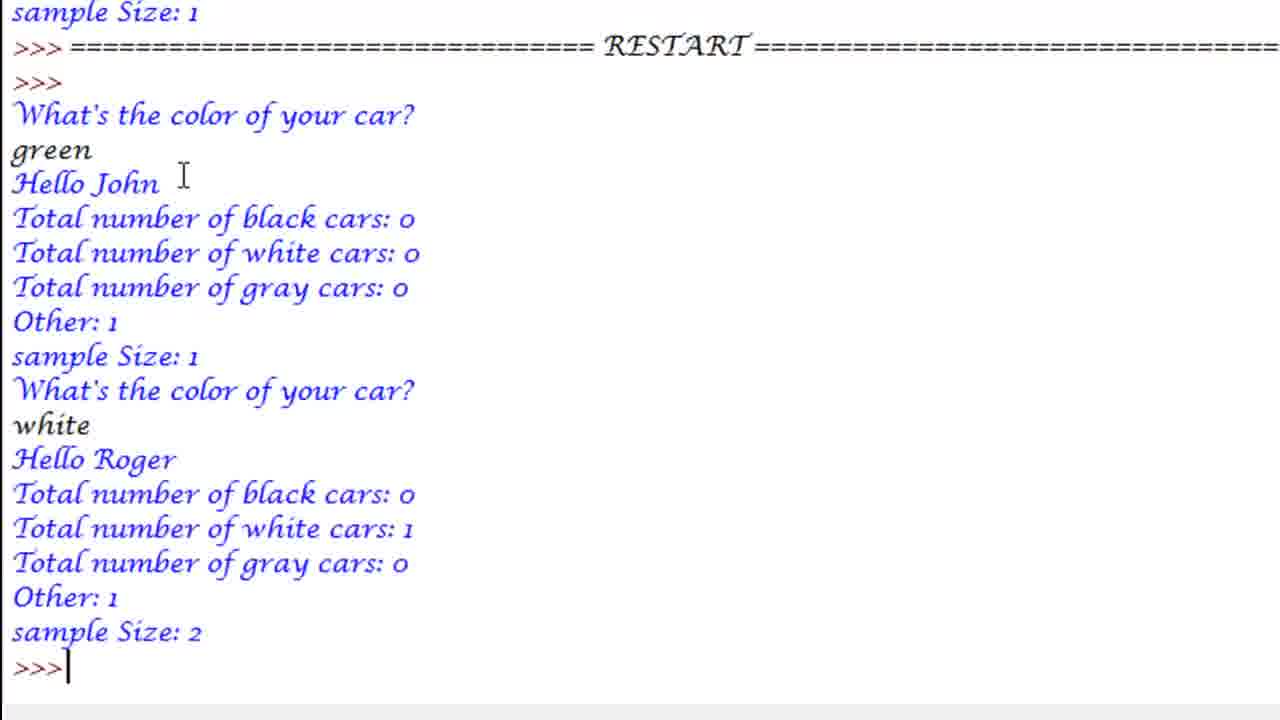 sample Size: 1
>>> ================================ RESTART ================================
>>>
What's the color of your car?
green
Hello John
Total number of black cars: 0
Total number of white cars: 0
Total number of gray cars: 0
Other: 1
sample Size: 1
What's the color of your car?
white
Hello Roger
Total number of black cars: 0
Total number of white cars: 1
Total number of gray cars: 0
Other: 1
sample Size: 2
>>>